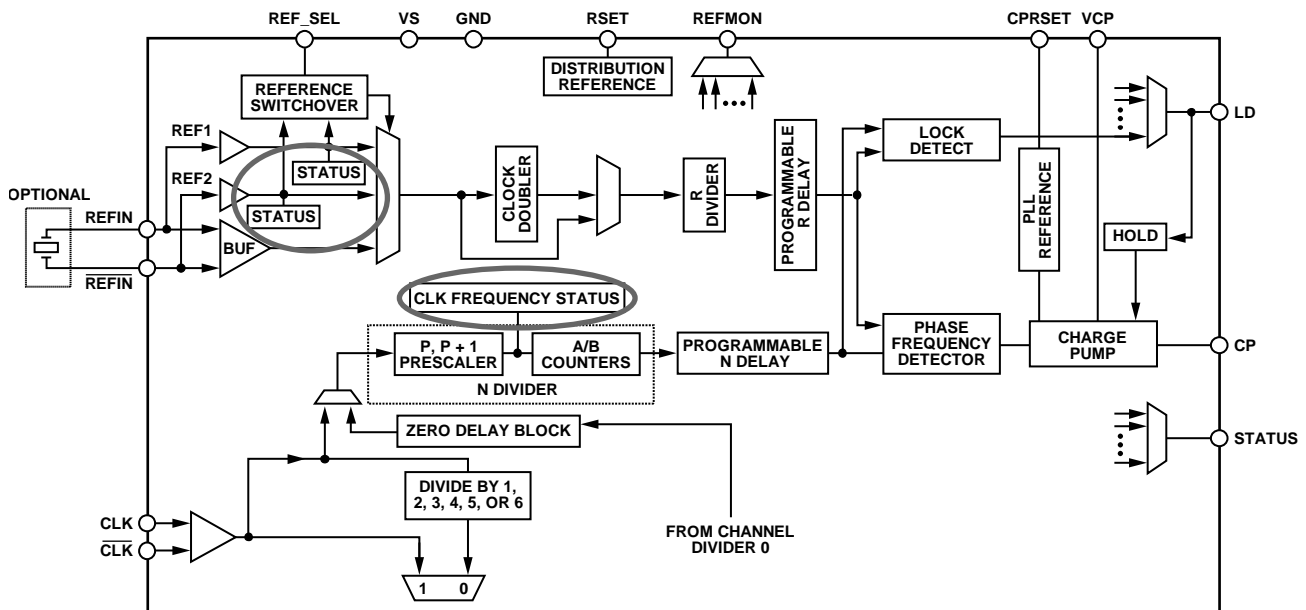 REF_SEL
VS
GND
RSET
REFMON
CPRSET
VCP
DISTRIBUTION
REFERENCE
REFERENCE
SWITCHOVER
REF1
REF2
STATUS
STATUS
OPTIONAL
REFIN
REFIN
BUF
CLOCK
DOUBLER
R
DIVIDER
PROGRAMMABLE
R DELAY
LOCK
DETECT
LD
PLL
REFERENCE
HOLD
CLK FREQUENCY STATUS
P, P + 1
PRESCALER
A/B
COUNTERS
N DIVIDER
PROGRAMMABLE
N DELAY
PHASE
FREQUENCY
DETECTOR
CHARGE
PUMP
CP
ZERO DELAY BLOCK
STATUS
DIVIDE BY 1,
2, 3, 4, 5, OR 6
CLK
CLK
FROM CHANNEL
DIVIDER 0
1 0